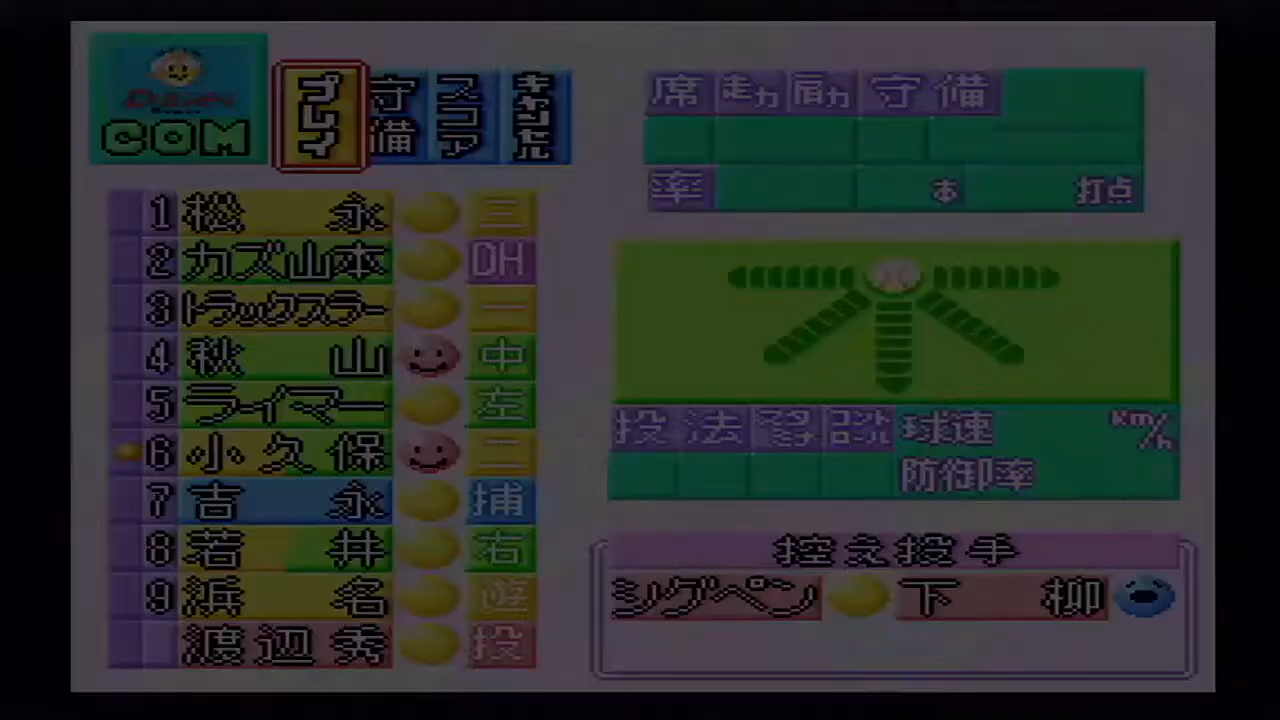 COM
プレイ 守備 スコア キャンセル
1 松永 三
2 カズ山本 DH
3 トラックスラー 一
4 秋山 中
5 ライマー 左
6 小久保 二
7 吉永 捕
8 若井 右
9 浜名 遊
渡辺秀 投
席 走力 肩力 守備
率 本 打点
投法 スタミナ コントロール 球速 Km/h
防御率
控え投手
シグペン 下柳